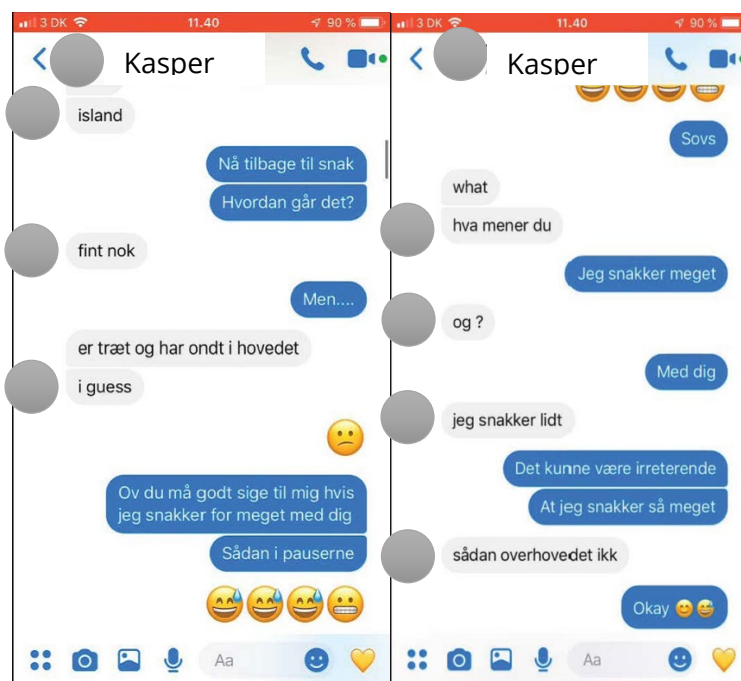 3 DK 11.40 90 %
Kasper
island
Nå tilbage til snak
Hvordan går det?
fint nok
Men....
er træt og har ondt i hovedet
i guess
Ov du må godt sige til mig hvis
jeg snakker for meget med dig
Sådan i pauserne
Aa
3 DK 11.40 90 %
Kasper
Sovs
what
hva mener du
Jeg snakker meget
og ?
Med dig
jeg snakker lidt
Det kunne være irreterende
At jeg snakker så meget
sådan overhovedet ikk
Okay 😊😅
Aa